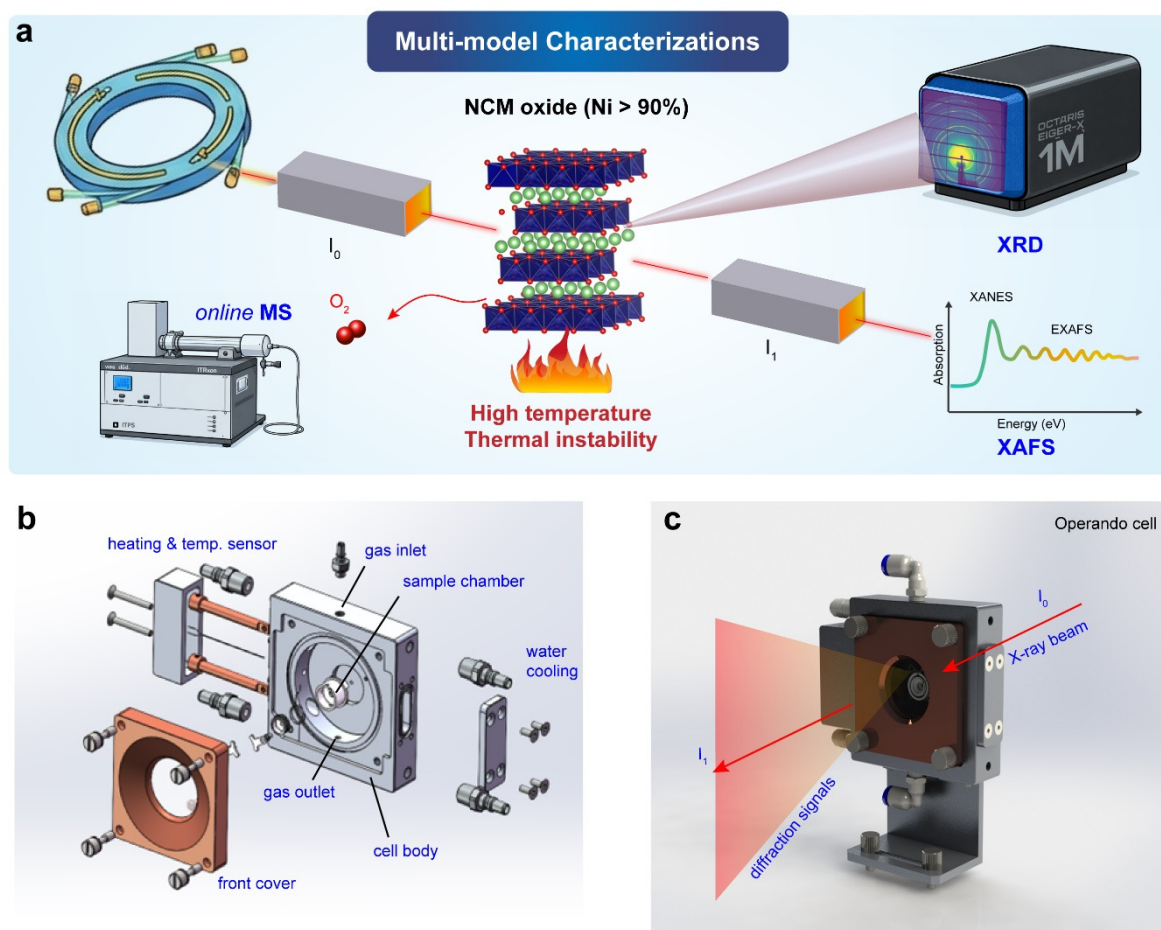 a
Multi-model Characterizations
NCM oxide (Ni > 90%)
OCTARIS
EIGER-X
1M
I0
XRD
online MS
O2
I1
XANES
EXAFS
Absorption
Energy (eV)
XAFS
ITPS
High temperature
Thermal instability
b
heating & temp. sensor
gas inlet
sample chamber
water
cooling
gas outlet
cell body
front cover
c
Operando cell
I0
X-ray beam
I1
diffraction signals